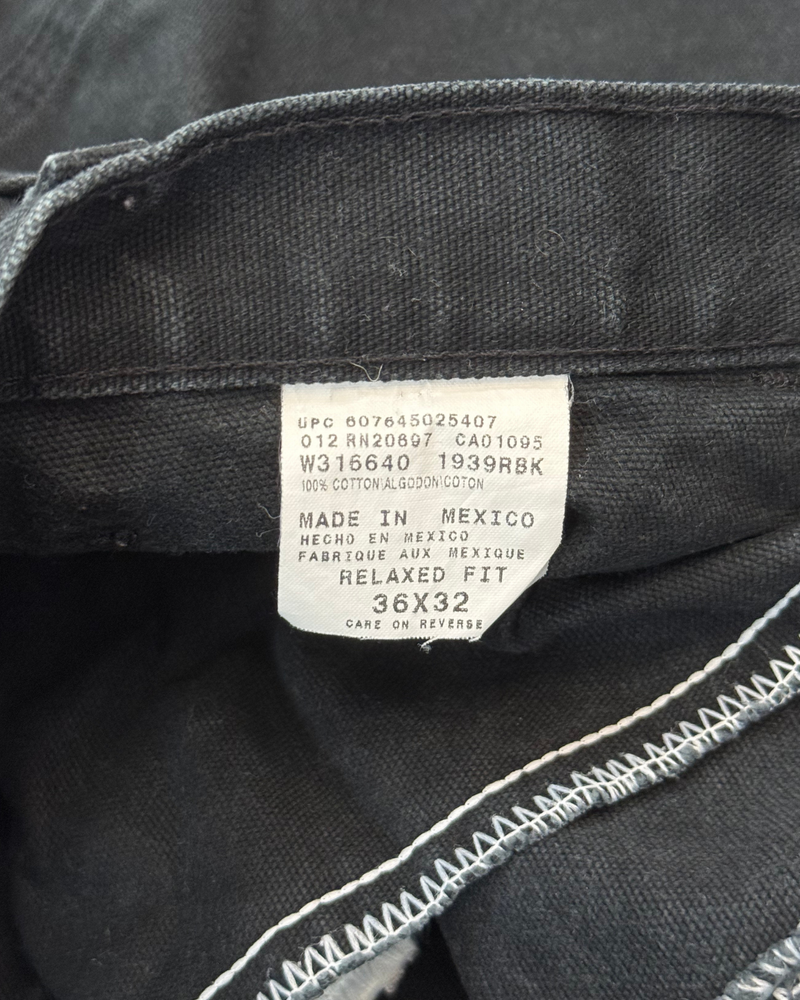 UPC 607645025407
012 RN20697 CA01095
W316640 1939RBK
100% COTTON\ALGODON\COTON
MADE IN MEXICO
HECHO EN MEXICO
FABRIQUE AUX MEXIQUE
RELAXED FIT
36X32
CARE ON REVERSE